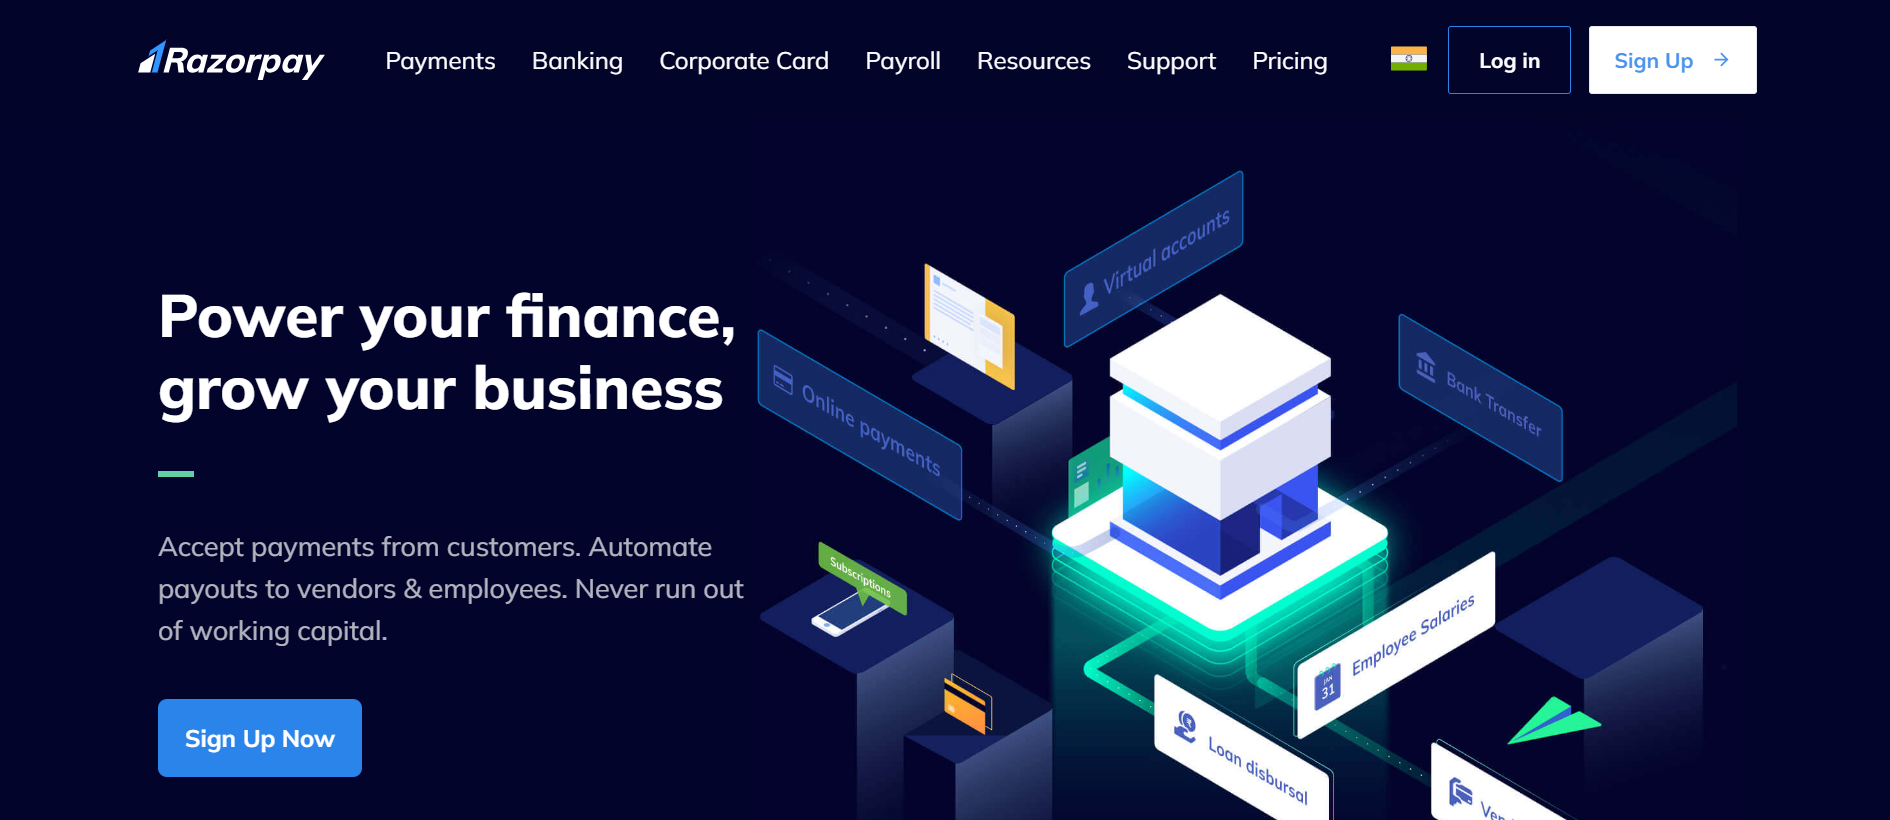 Razorpay
Payments
Banking
Corporate Card
Payroll
Resources
Support
Pricing
Log in
Sign Up
Power your finance,
grow your business
Accept payments from customers. Automate
payouts to vendors & employees. Never run out
of working capital.
Sign Up Now
Virtual accounts
Online payments
Bank Transfer
Subscriptions
Employee Salaries
JAN
31
Loan disbursal